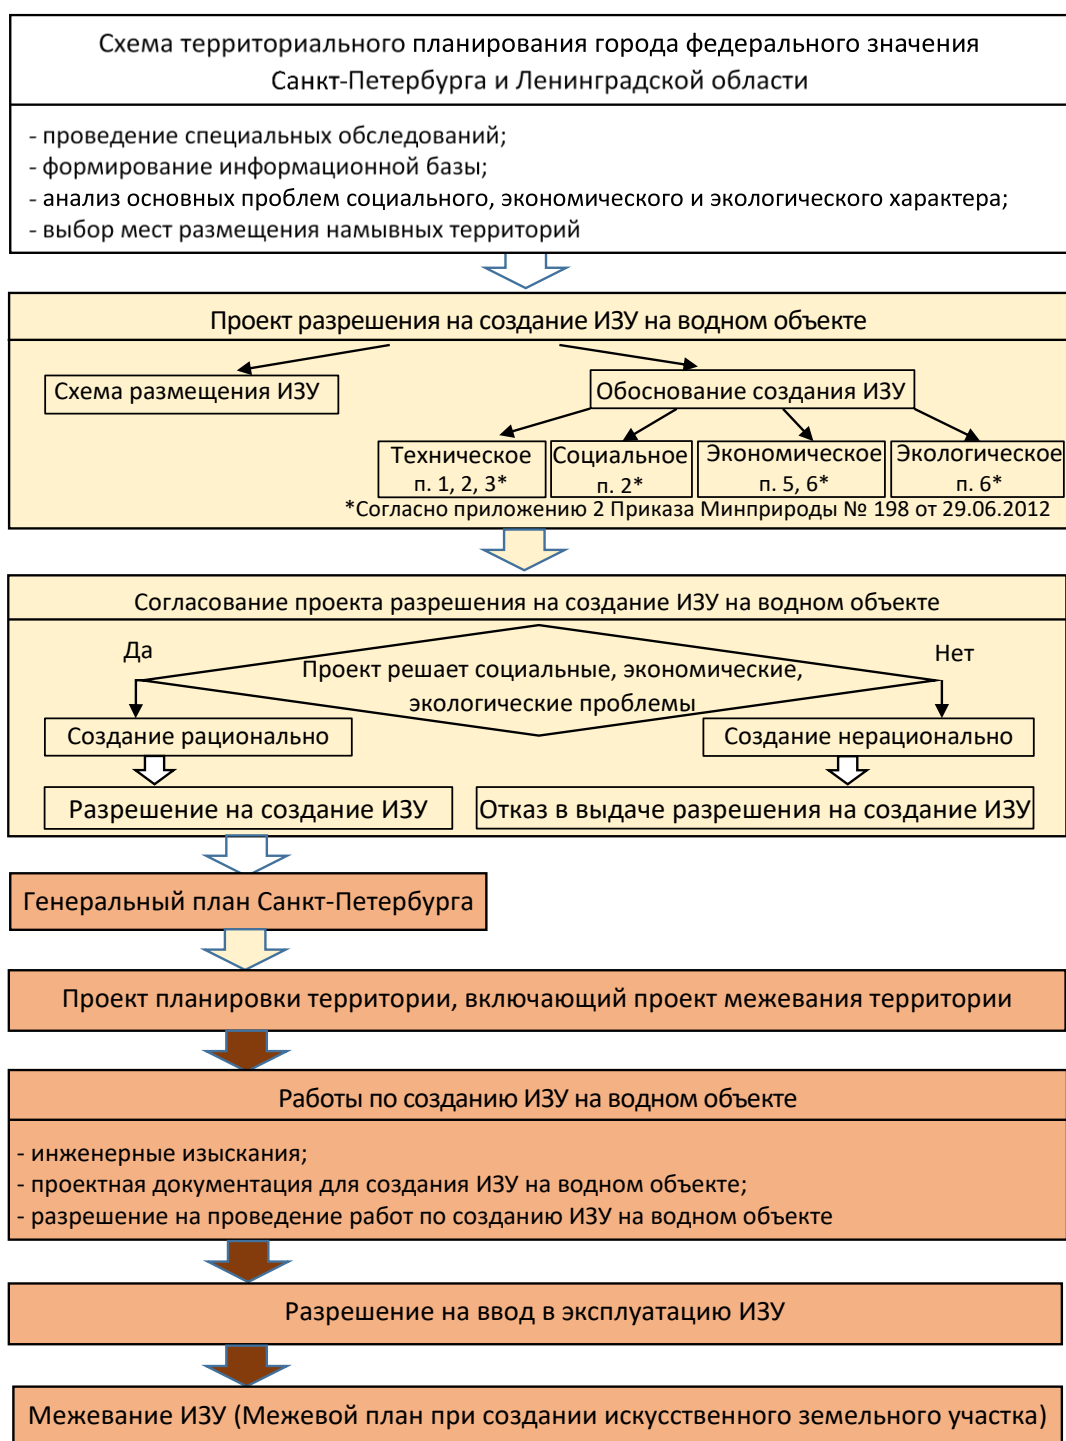 Схема территориального планирования города федерального значения
Санкт-Петербурга и Ленинградской области
- проведение специальных обследований;
- формирование информационной базы;
- анализ основных проблем социального, экономического и экологического характера;
- выбор мест размещения намывных территорий
Проект разрешения на создание ИЗУ на водном объекте
Схема размещения ИЗУ
Обоснование создания ИЗУ
Техническое
п. 1, 2, 3*
Социальное
п. 2*
Экономическое
п. 5, 6*
Экологическое
п. 6*
*Согласно приложению 2 Приказа Минприроды № 198 от 29.06.2012
Согласование проекта разрешения на создание ИЗУ на водном объекте
Да
Нет
Проект решает социальные, экономические,
экологические проблемы
Создание рационально
Создание нерационально
Разрешение на создание ИЗУ
Отказ в выдаче разрешения на создание ИЗУ
Генеральный план Санкт-Петербурга
Проект планировки территории, включающий проект межевания территории
Работы по созданию ИЗУ на водном объекте
- инженерные изыскания;
- проектная документация для создания ИЗУ на водном объекте;
- разрешение на проведение работ по созданию ИЗУ на водном объекте
Разрешение на ввод в эксплуатацию ИЗУ
Межевание ИЗУ (Межевой план при создании искусственного земельного участка)